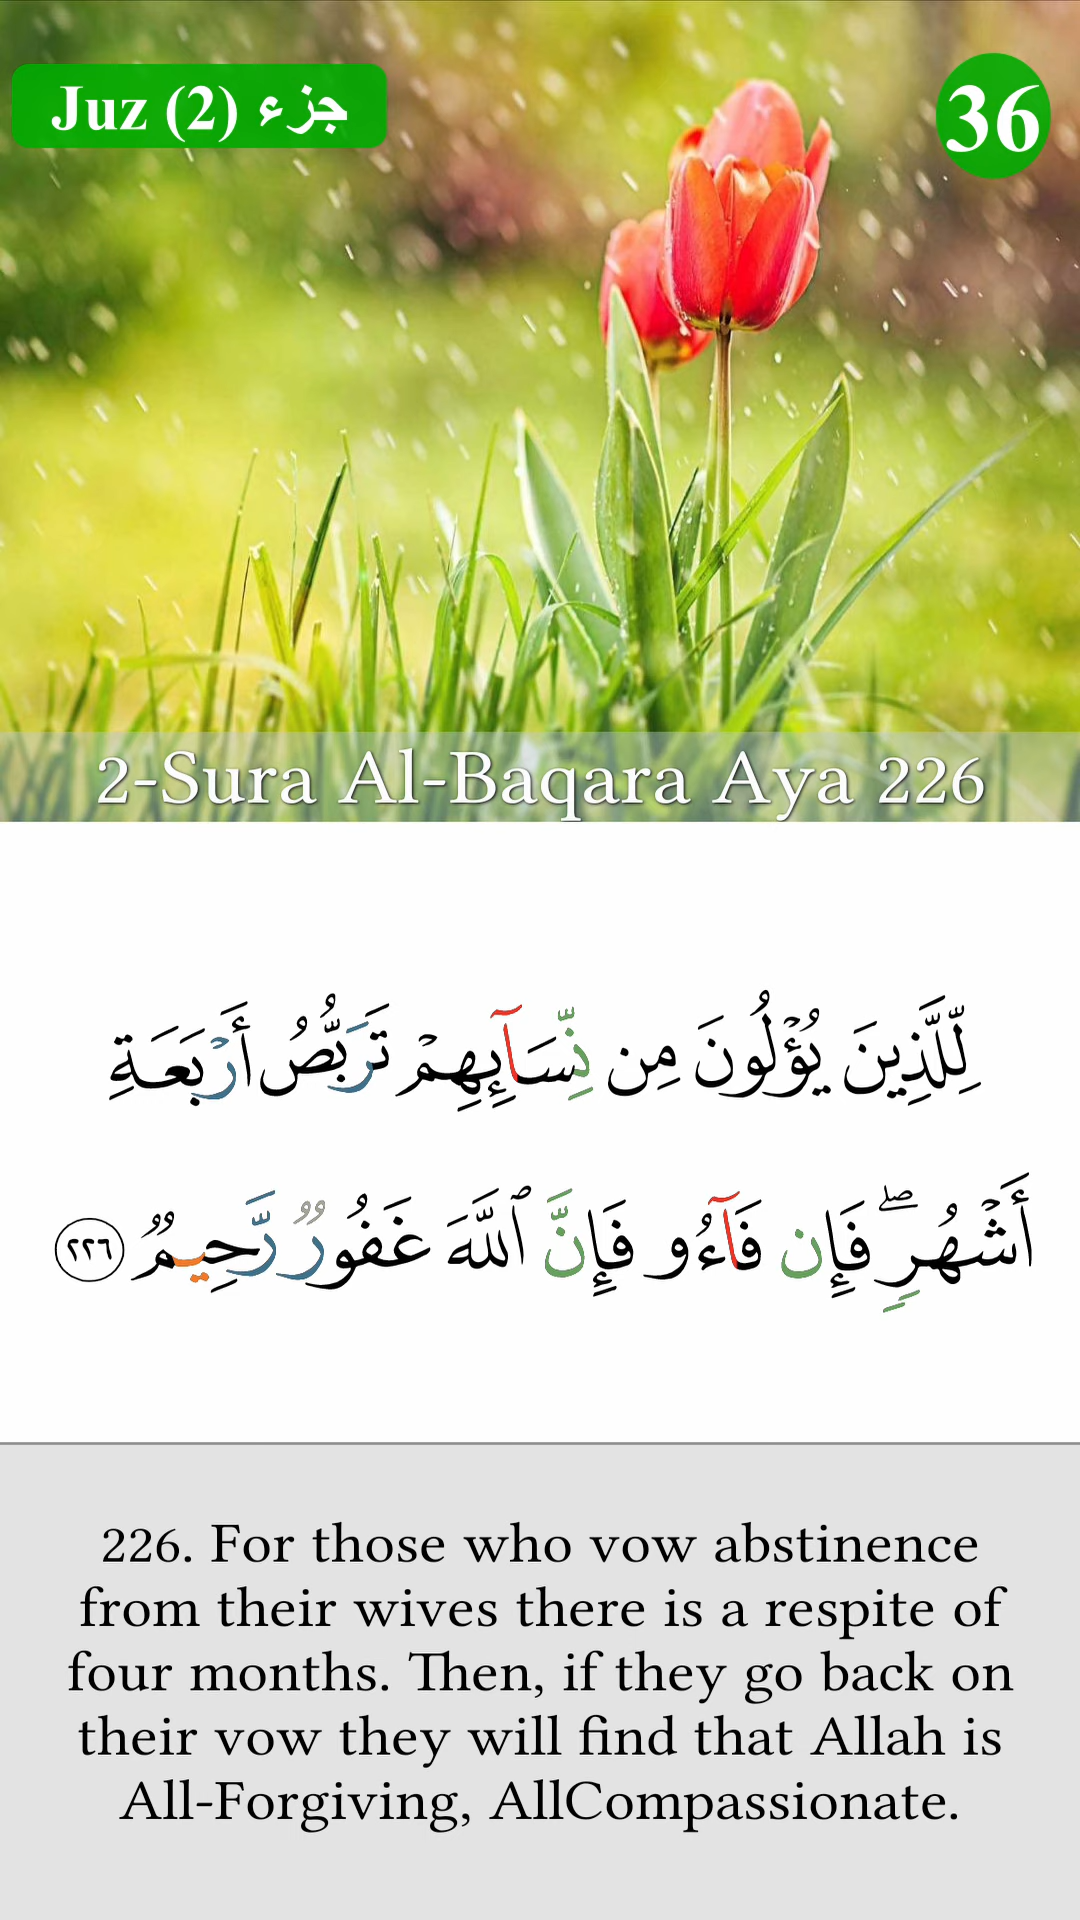 Juz (2) جزء
36
2-Sura Al-Baqara Aya 226
لِّلَّذِينَ يُؤْلُونَ مِن نِّسَآئِهِمْ تَرَبُّصُ أَرْبَعَةِ
أَشْهُرٍۢ ۖ فَإِن فَآءُو فَإِنَّ ٱللَّهَ غَفُورٌۭ رَّحِيمٌۭ ٢٢٦
226. For those who vow abstinence
from their wives there is a respite of
four months. Then, if they go back on
their vow they will find that Allah is
All-Forgiving, AllCompassionate.